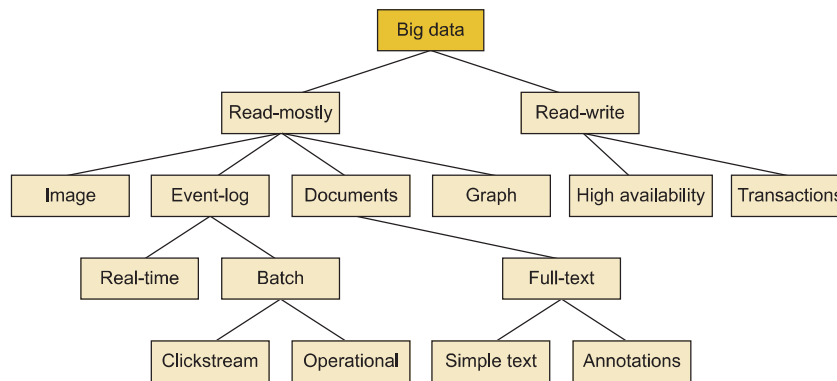 Big data
Read-mostly
Read-write
Image
Event-log
Documents
Graph
High availability
Transactions
Real-time
Batch
Full-text
Clickstream
Operational
Simple text
Annotations